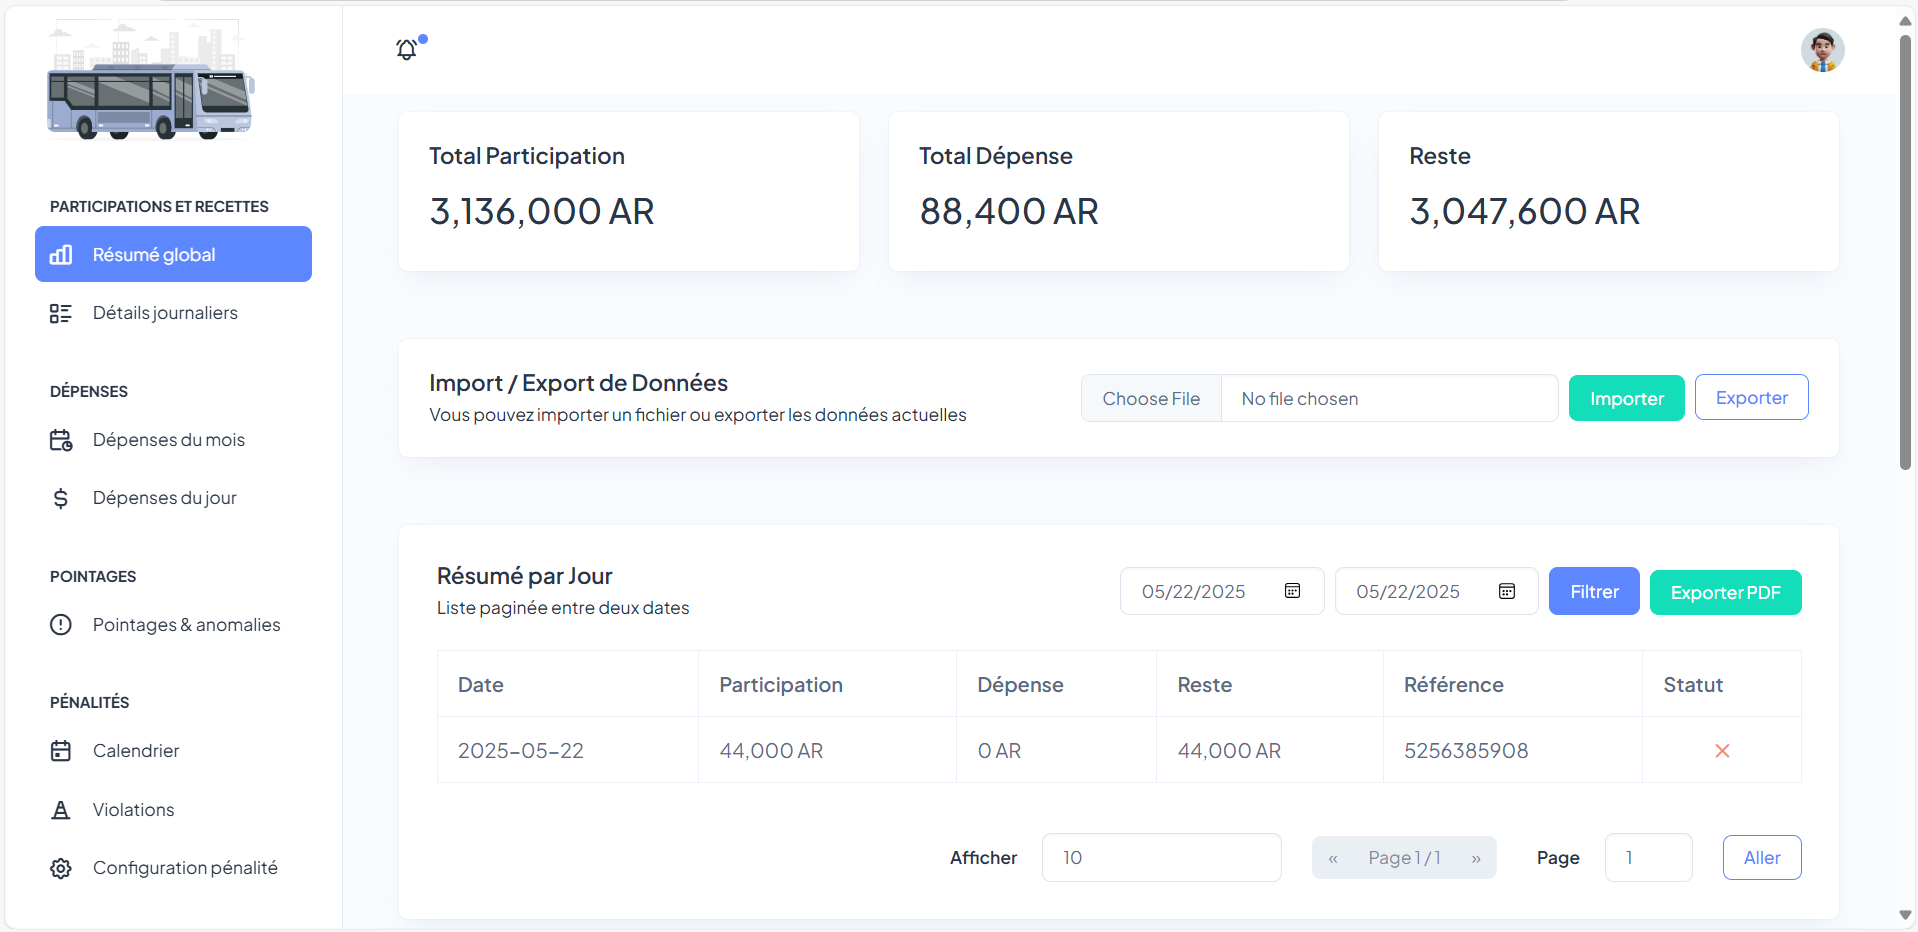 PARTICIPATIONS ET RECETTES
Résumé global
Détails journaliers
DÉPENSES
Dépenses du mois
Dépenses du jour
POINTAGES
Pointages & anomalies
PÉNALITÉS
Calendrier
Violations
Configuration pénalité
Total Participation
3,136,000 AR
Total Dépense
88,400 AR
Reste
3,047,600 AR
Import / Export de Données
Vous pouvez importer un fichier ou exporter les données actuelles
Choose File No file chosen Importer Exporter
Résumé par Jour
Liste paginée entre deux dates
05/22/2025 05/22/2025 Filtrer Exporter PDF
Date Participation Dépense Reste Référence Statut
2025-05-22 44,000 AR 0 AR 44,000 AR 5256385908 ×
Afficher 10 « Page 1 / 1 » Page 1 Aller